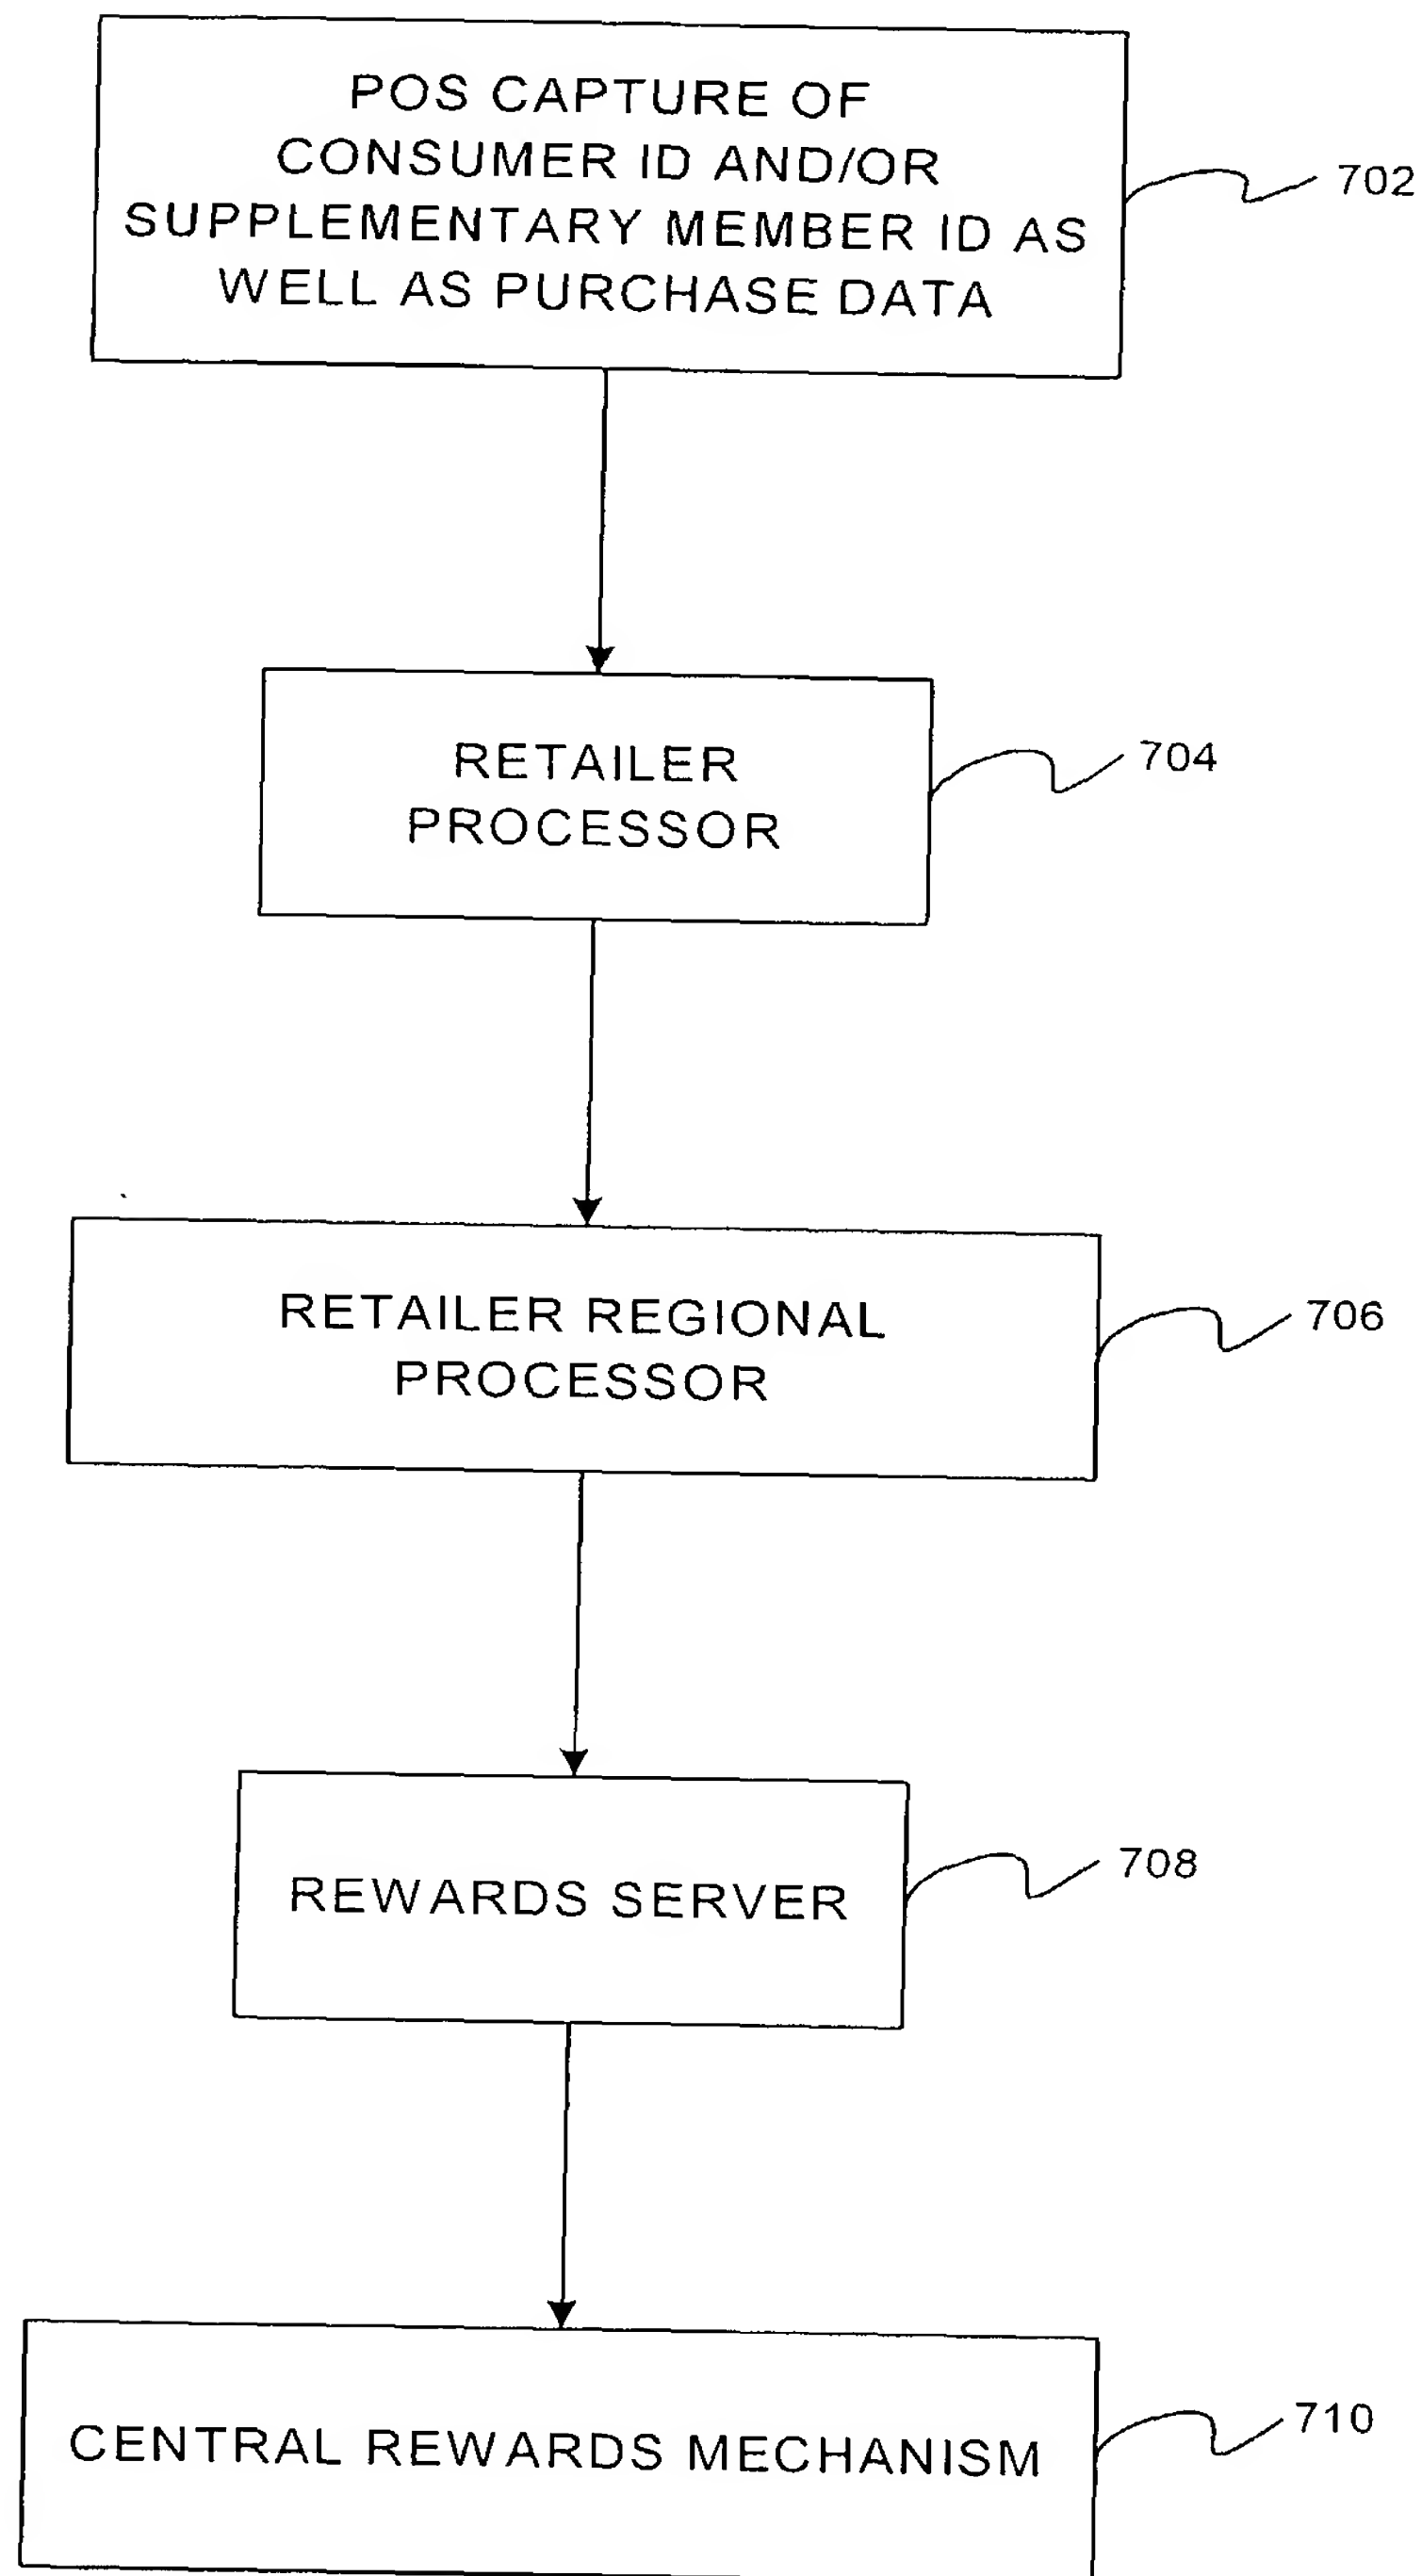 POS CAPTURE OF
CONSUMER ID AND/OR
SUPPLEMENTARY MEMBER ID AS
WELL AS PURCHASE DATA
702
RETAILER
PROCESSOR
704
RETAILER REGIONAL
PROCESSOR
706
REWARDS SERVER
708
CENTRAL REWARDS MECHANISM
710